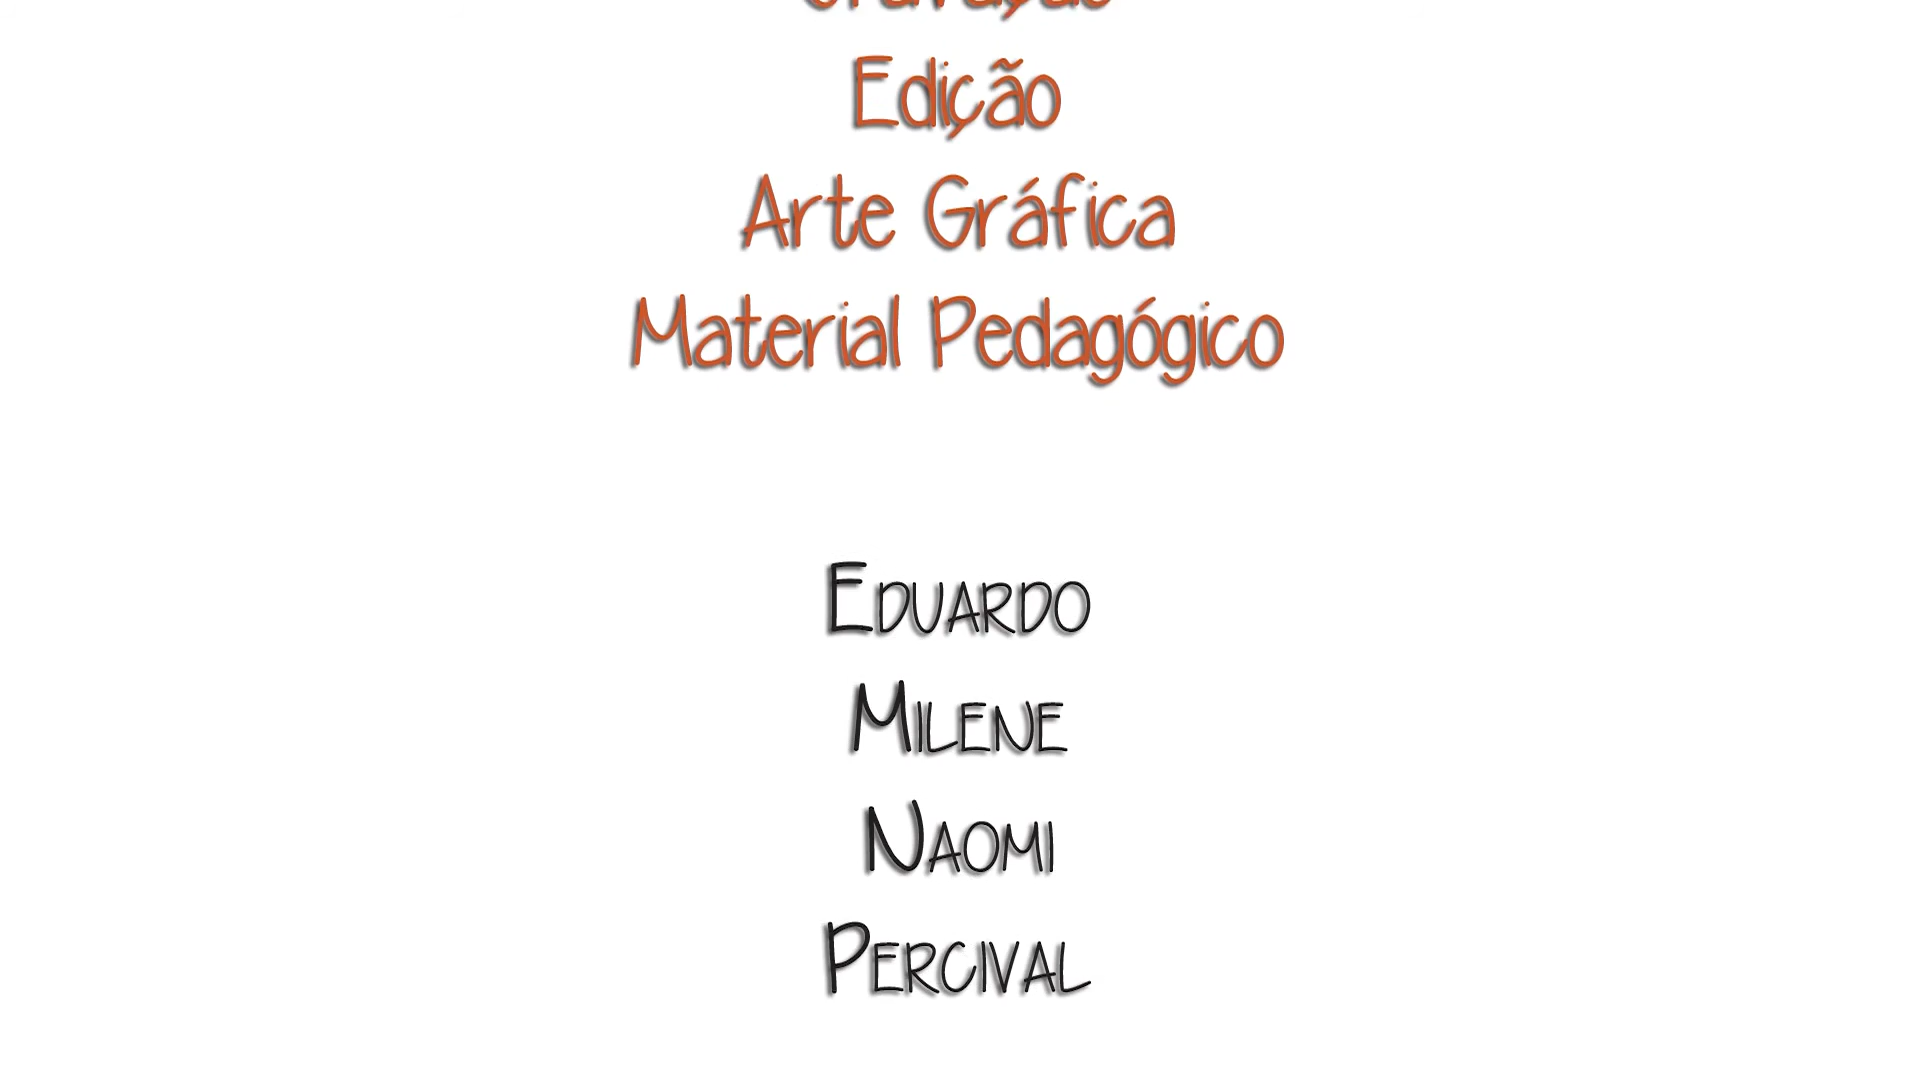 Edição
Arte Gráfica
Material Pedagógico
Eduardo
Milene
Naomi
Percival